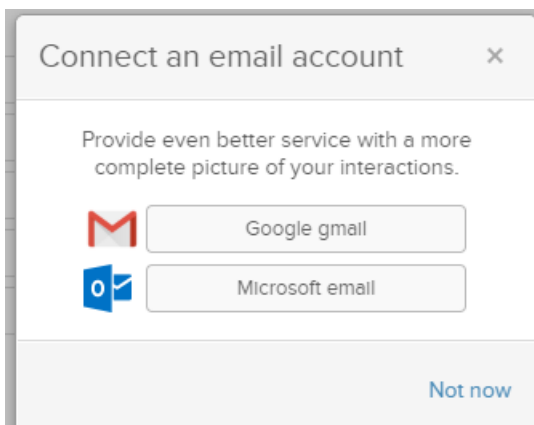 Connect an email account ×
Provide even better service with a more
complete picture of your interactions.
Google gmail
Microsoft email
Not now